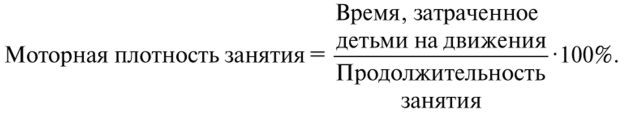 Время, затраченное
детьми на движения
Моторная плотность занятия = ·100%.
Продолжительность
занятия